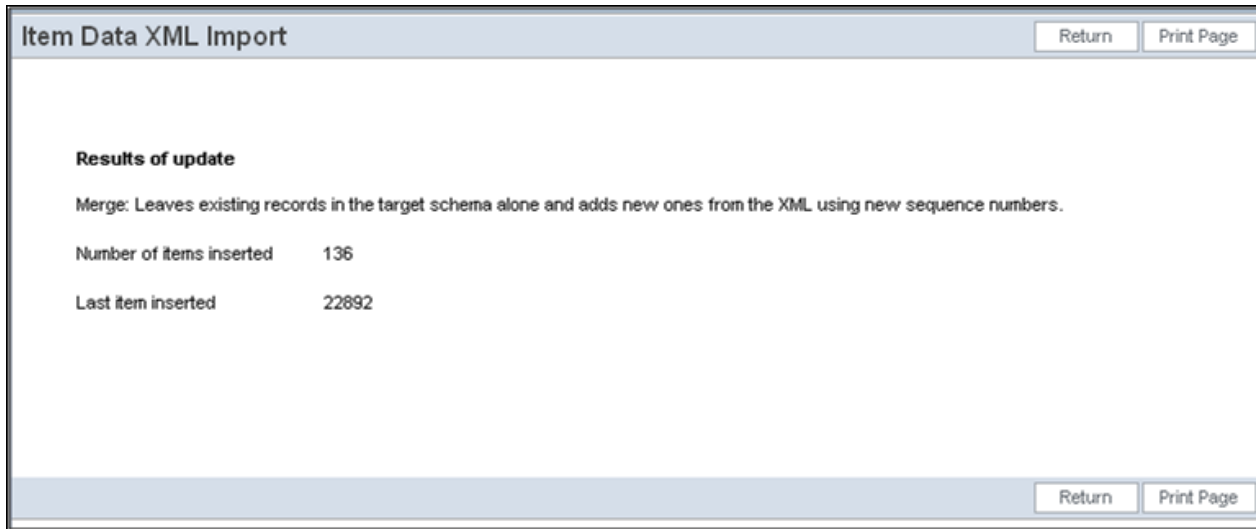 Item Data XML Import
Return Print Page
Results of update
Merge: Leaves existing records in the target schema alone and adds new ones from the XML using new sequence numbers.
Number of items inserted 136
Last item inserted 22892
Return Print Page